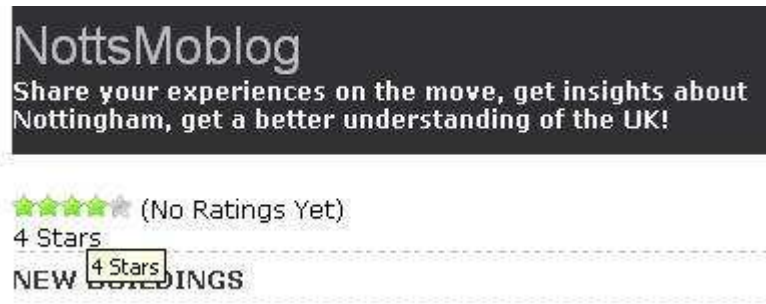 NottsMoblog
Share your experiences on the move, get insights about
Nottingham, get a better understanding of the UK!
(No Ratings Yet)
4 Stars
4 Stars
NEW BUILDINGS